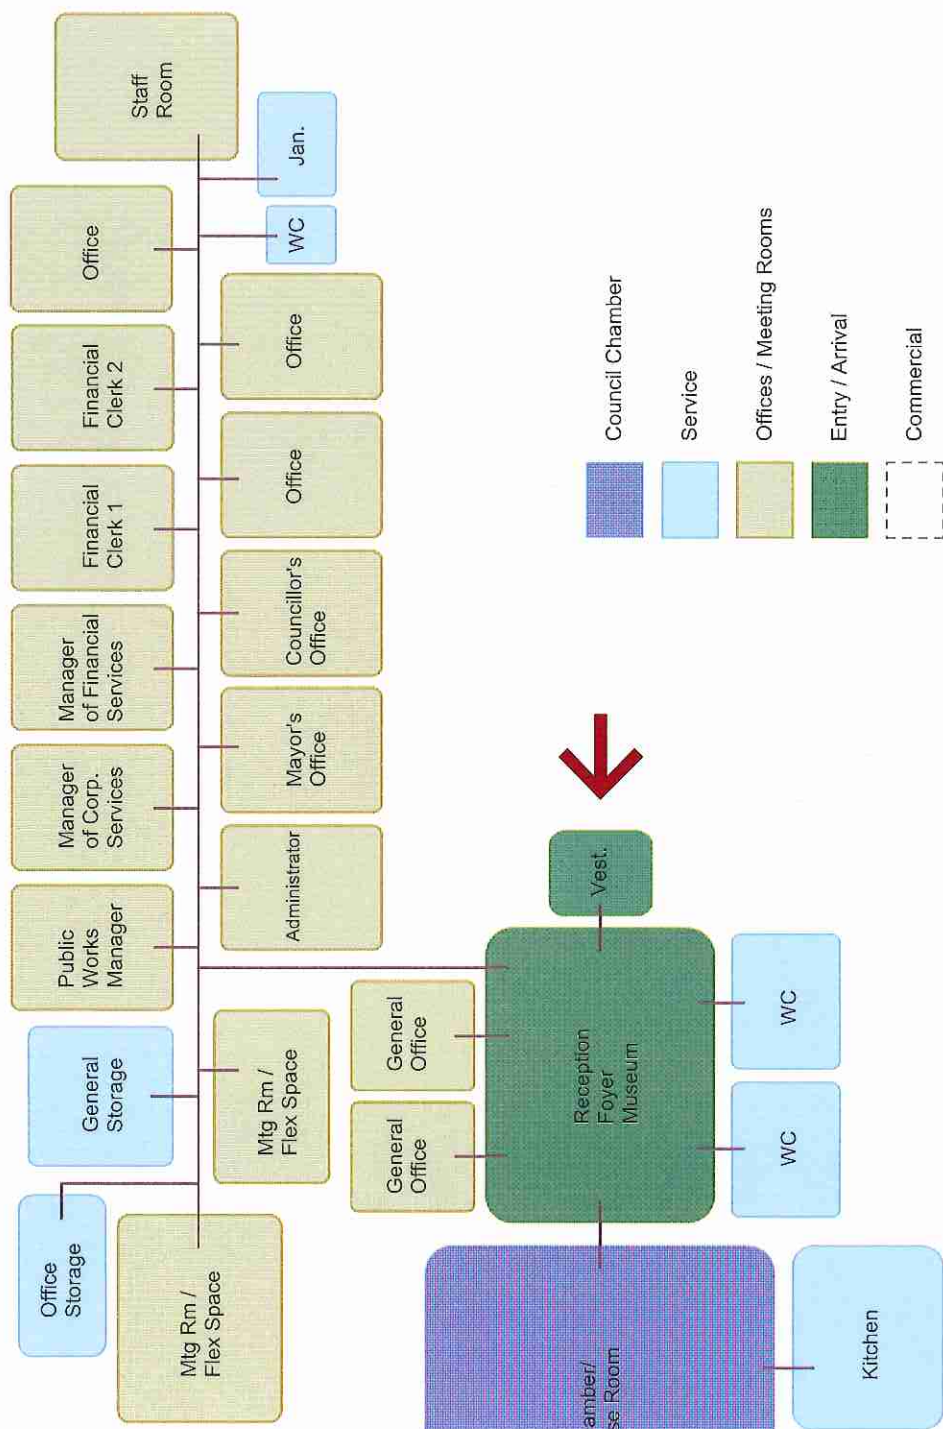 Office
Storage
General
Storage
Public
Works
Manager
Manager
of Corp.
Services
Manager
of Financial
Services
Financial
Clerk 1
Financial
Clerk 2
Office
Staff
Room
Mtg Rm /
Flex Space
Mtg Rm /
Flex Space
Administrator
Mayor's
Office
Councillor's
Office
Office
Office
WC
Jan.
General
Office
General
Office
amber/
se Room
Reception
Foyer
Museum
Vest.
Kitchen
WC
WC
Council Chamber
Service
Offices / Meeting Rooms
Entry / Arrival
Commercial